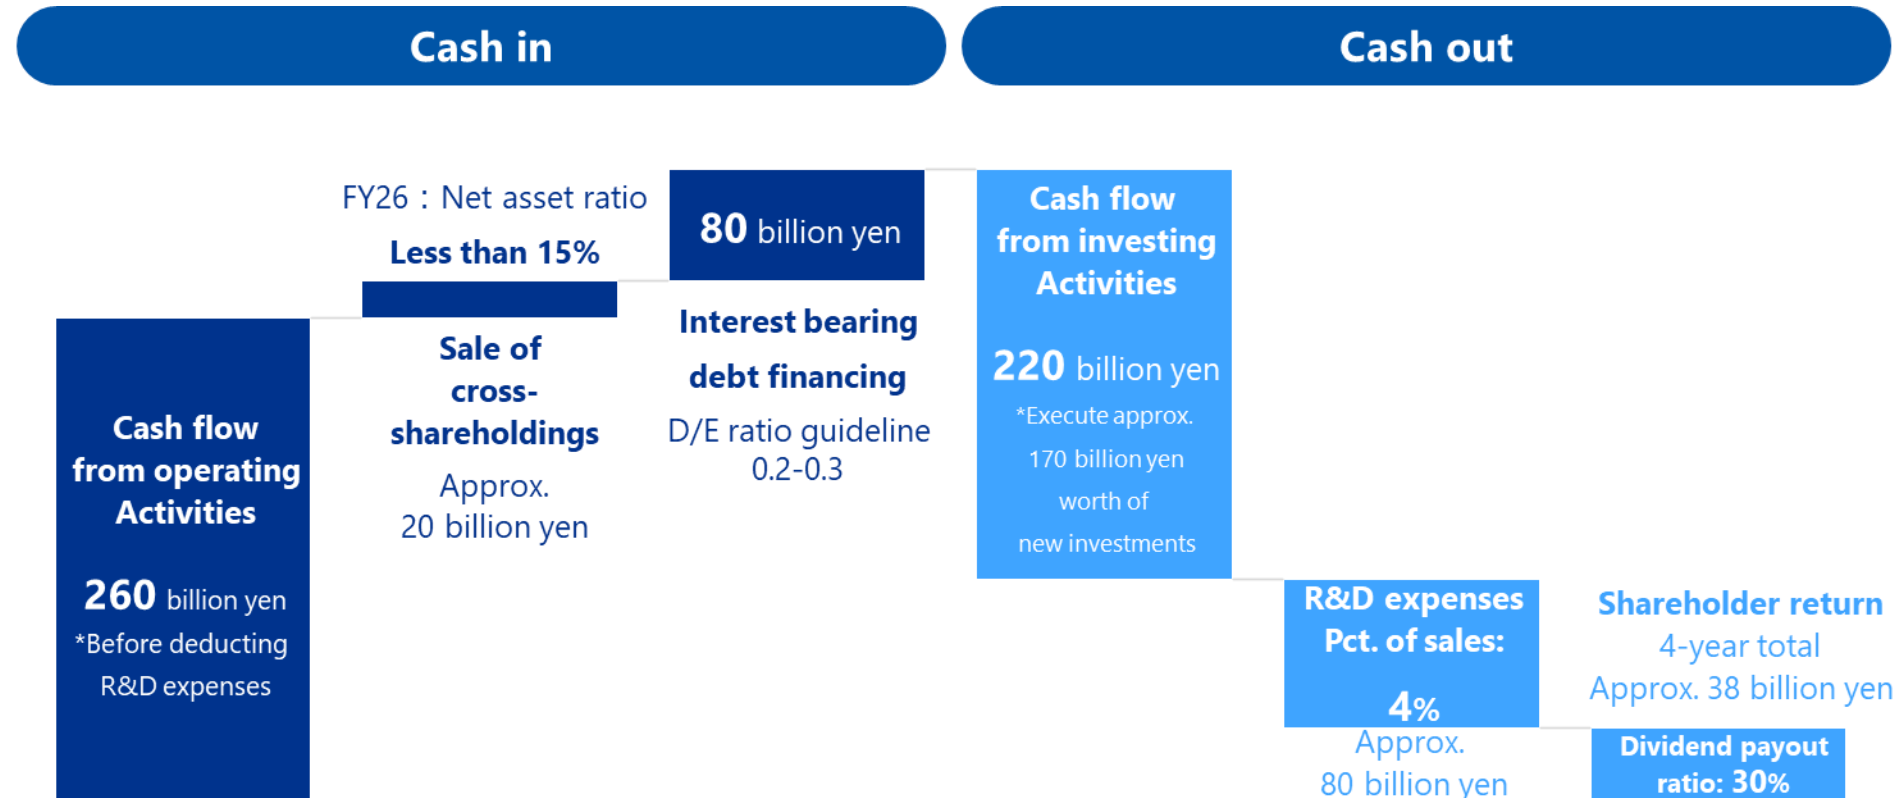 Cash in
Cash out
Cash flow
from operating
Activities
260 billion yen
*Before deducting
R&D expenses
FY26：Net asset ratio
Less than 15%
Sale of
cross-
shareholdings
Approx.
20 billion yen
80 billion yen
Interest bearing
debt financing
D/E ratio guideline
0.2-0.3
Cash flow
from investing
Activities
220 billion yen
*Execute approx.
170 billion yen
worth of
new investments
R&D expenses
Pct. of sales:
4%
Approx.
80 billion yen
Shareholder return
4-year total
Approx. 38 billion yen
Dividend payout
ratio: 30%